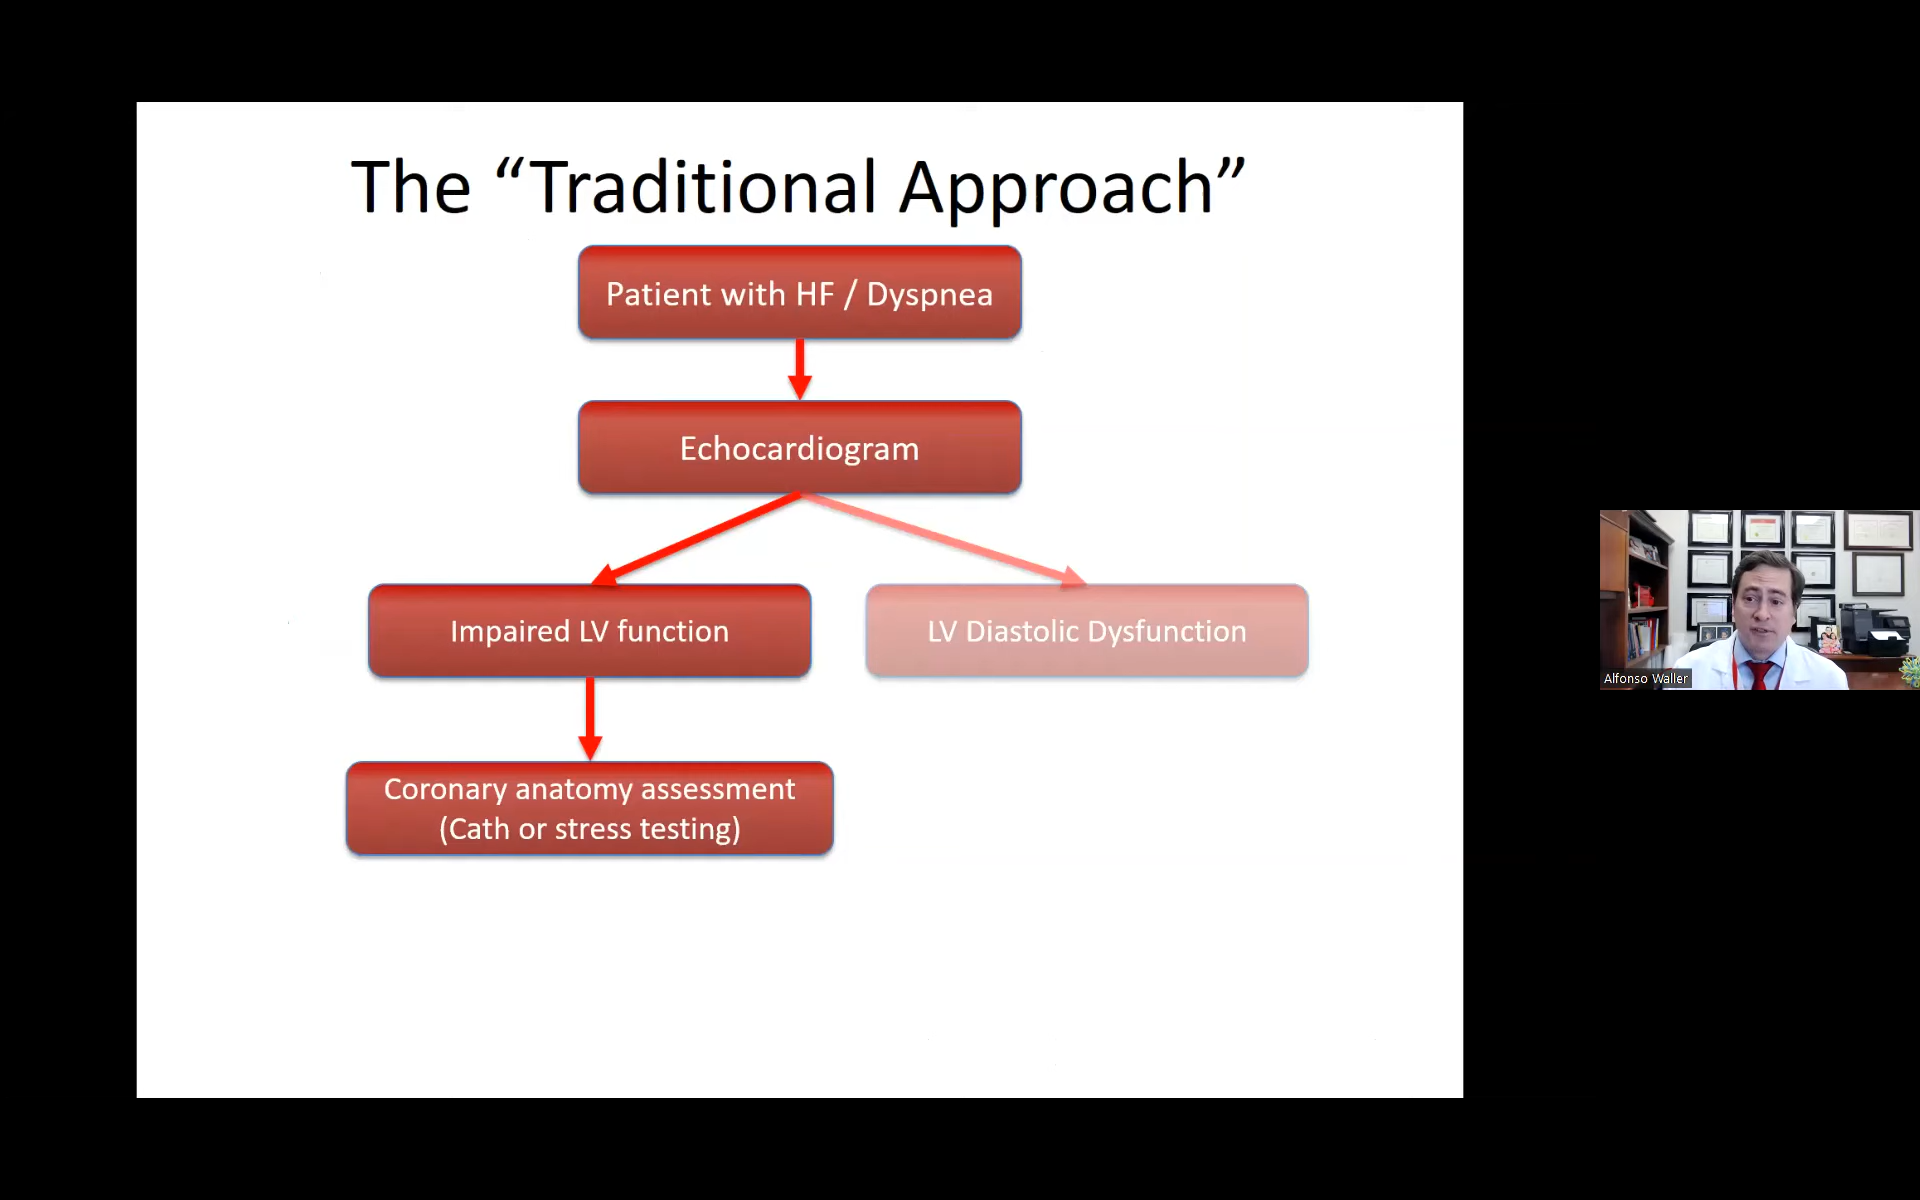 The “Traditional Approach”
Patient with HF / Dyspnea
Echocardiogram
Impaired LV function
LV Diastolic Dysfunction
Coronary anatomy assessment
(Cath or stress testing)
Alfonso Waller